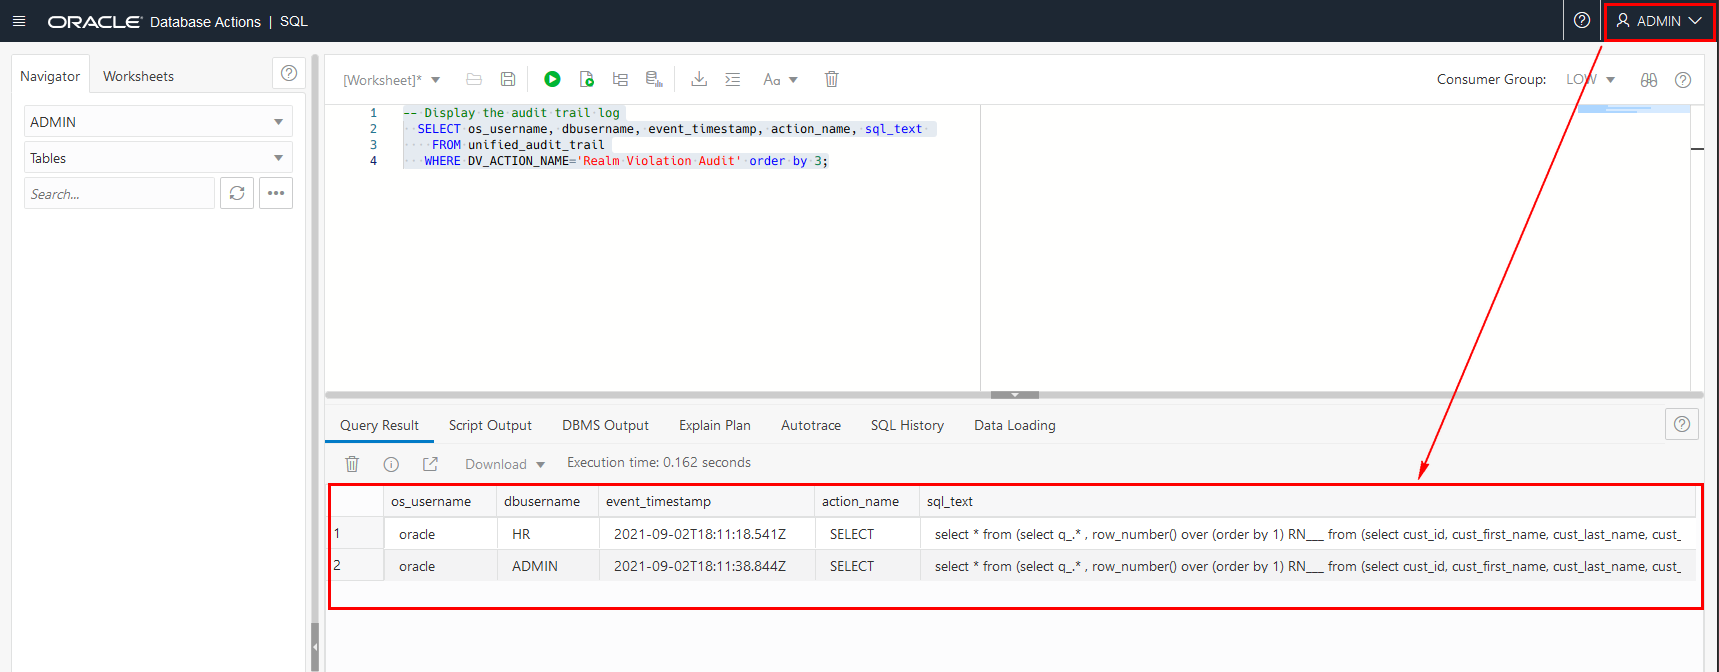 ORACLE Database Actions | SQL
ADMIN
Navigator
Worksheets
ADMIN
Tables
Search...
[Worksheet]*
Aa
Consumer Group:
LOW
1 -- Display the audit trail log
2 SELECT os_username, dbusername, event_timestamp, action_name, sql_text
3 FROM unified_audit_trail
4 WHERE DV_ACTION_NAME='Realm Violation Audit' order by 3;
Query Result
Script Output
DBMS Output
Explain Plan
Autotrace
SQL History
Data Loading
Download
Execution time: 0.162 seconds
os_username dbusername event_timestamp action_name sql_text
1 oracle HR 2021-09-02T18:11:18.541Z SELECT select * from (select q_.* , row_number() over (order by 1) RN___ from (select cust_id, cust_first_name, cust_last_name, cust_
2 oracle ADMIN 2021-09-02T18:11:38.844Z SELECT select * from (select q_.* , row_number() over (order by 1) RN___ from (select cust_id, cust_first_name, cust_last_name, cust_